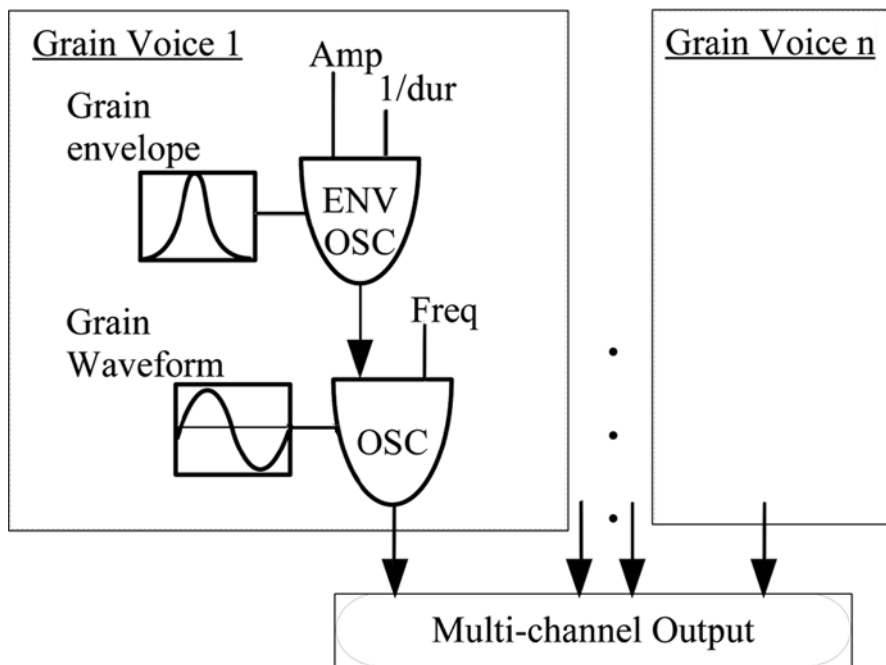 Grain Voice 1
Grain Voice n
Amp
1/dur
Grain
envelope
ENV
OSC
Grain
Waveform
Freq
OSC
Multi-channel Output